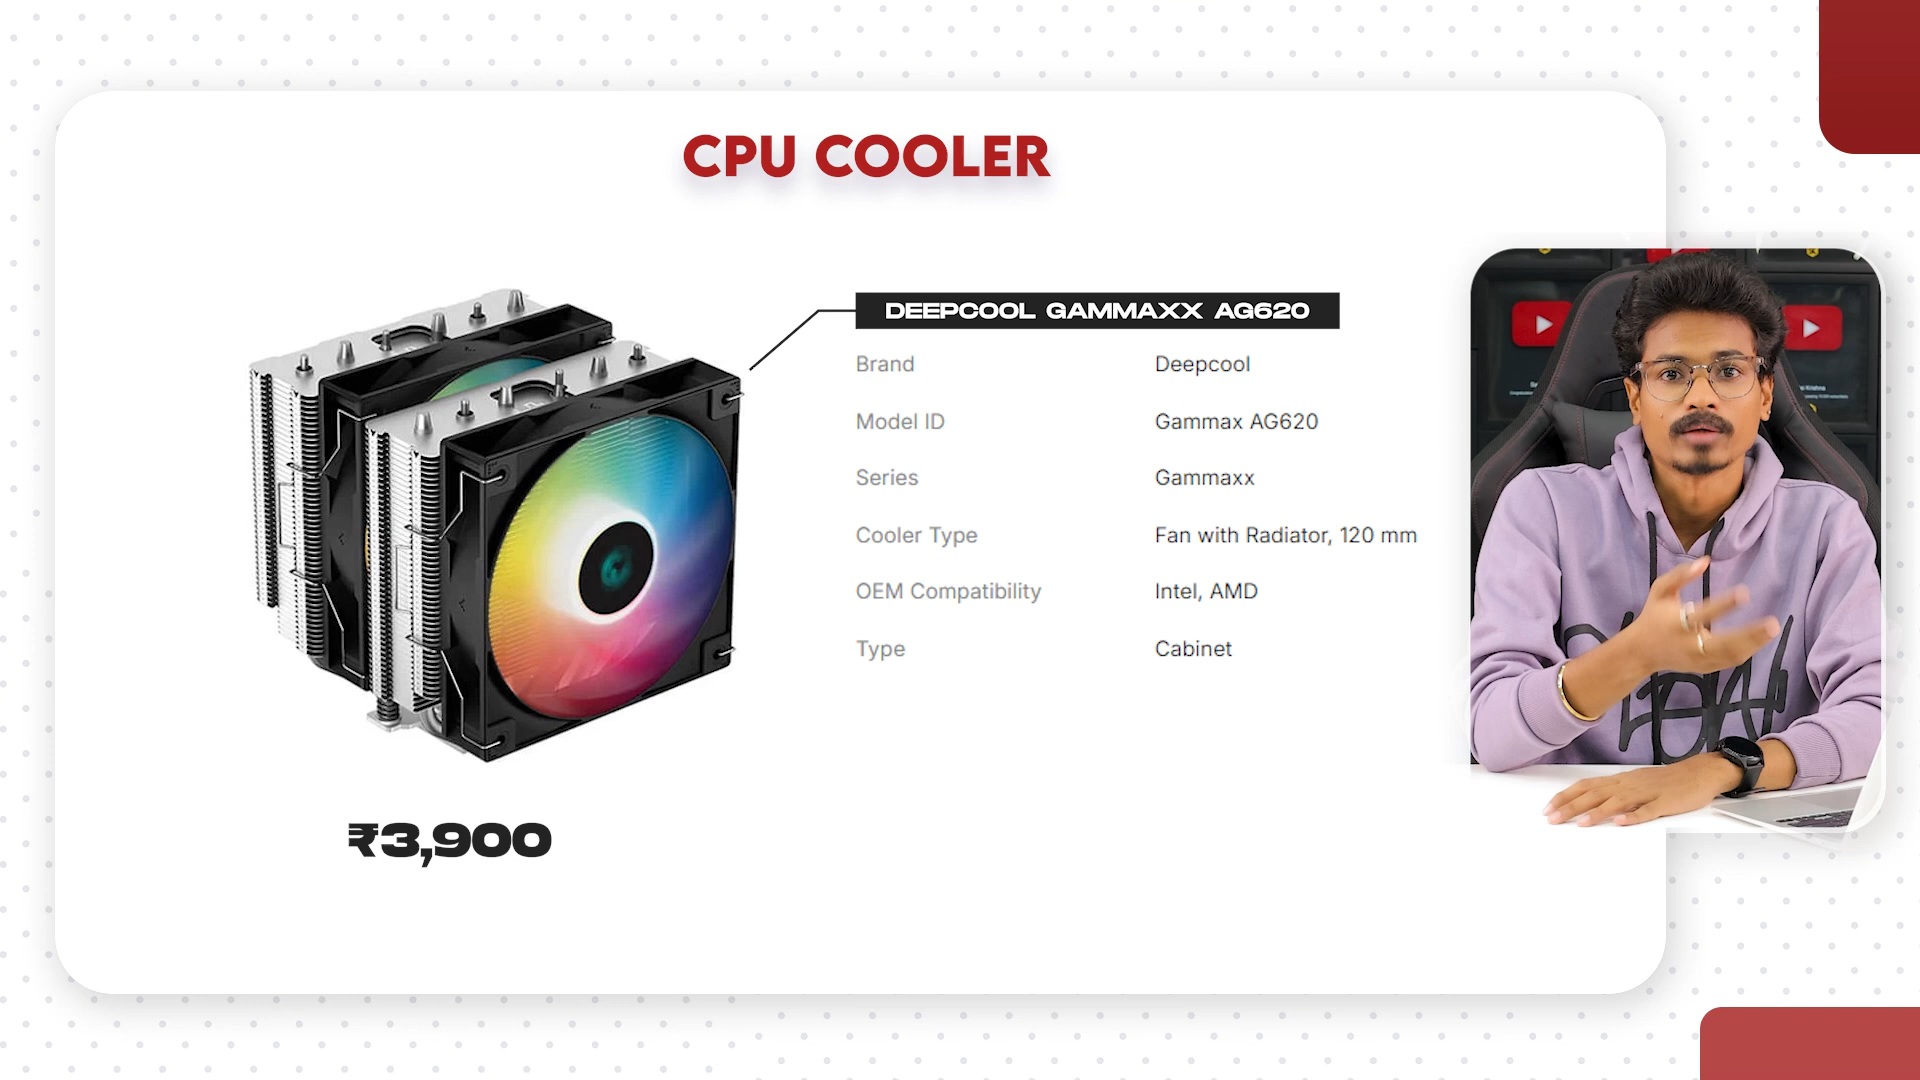 CPU COOLER
DEEPCOOL GAMMAXX AG620
Brand Deepcool
Model ID Gammax AG620
Series Gammaxx
Cooler Type Fan with Radiator, 120 mm
OEM Compatibility Intel, AMD
Type Cabinet
₹3,900